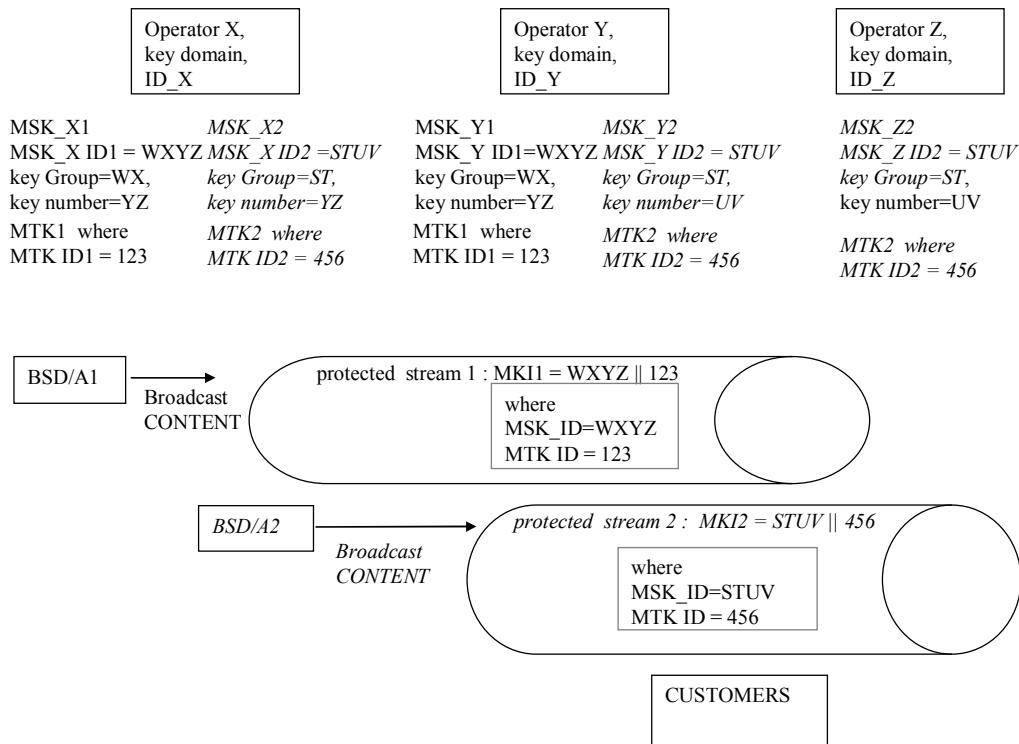 Operator X,
key domain,
ID_X
Operator Y,
key domain,
ID_Y
Operator Z,
key domain,
ID_Z
MSK_X1
MSK_X ID1 = WXYZ
key Group=WX,
key number=YZ
MTK1 where
MTK ID1 = 123
MSK_X2
MSK_X ID2 =STUV
key Group=ST,
key number=YZ
MTK2 where
MTK ID2 = 456
MSK_Y1
MSK_Y ID1=WXYZ
key Group=WX,
key number=YZ
MTK1 where
MTK ID1 = 123
MSK_Y2
MSK_Y ID2 = STUV
key Group=ST,
key number=UV
MTK2 where
MTK ID2 = 456
MSK_Z2
MSK_Z ID2 = STUV
key Group=ST,
key number=UV
MTK2 where
MTK ID2 = 456
BSD/A1
Broadcast
CONTENT
protected stream 1 : MKI1 = WXYZ || 123
where
MSK_ID=WXYZ
MTK ID = 123
BSD/A2
Broadcast
CONTENT
protected stream 2 : MKI2 = STUV || 456
where
MSK_ID=STUV
MTK ID = 456
CUSTOMERS